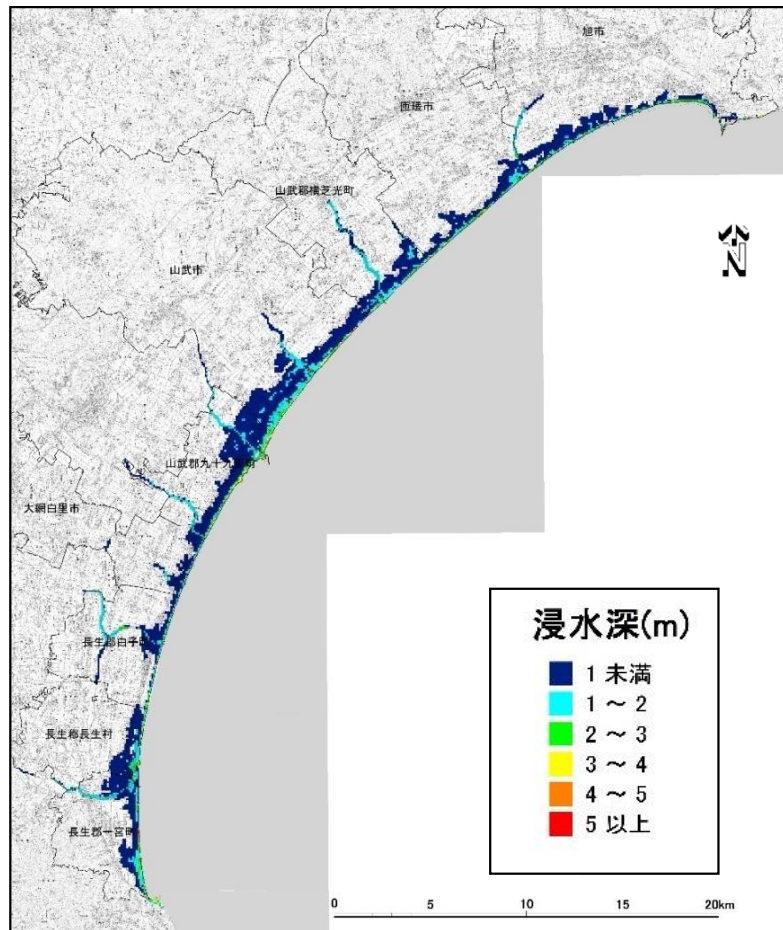 旭市
匝瑳市
山武郡横芝光町
山武市
山武郡九十九里町
大網白里市
長生郡白子町
長生郡長生村
長生郡一宮町
N
浸水深(m)
1 未満
1 ～ 2
2 ～ 3
3 ～ 4
4 ～ 5
5 以上
0 5 10 15 20km